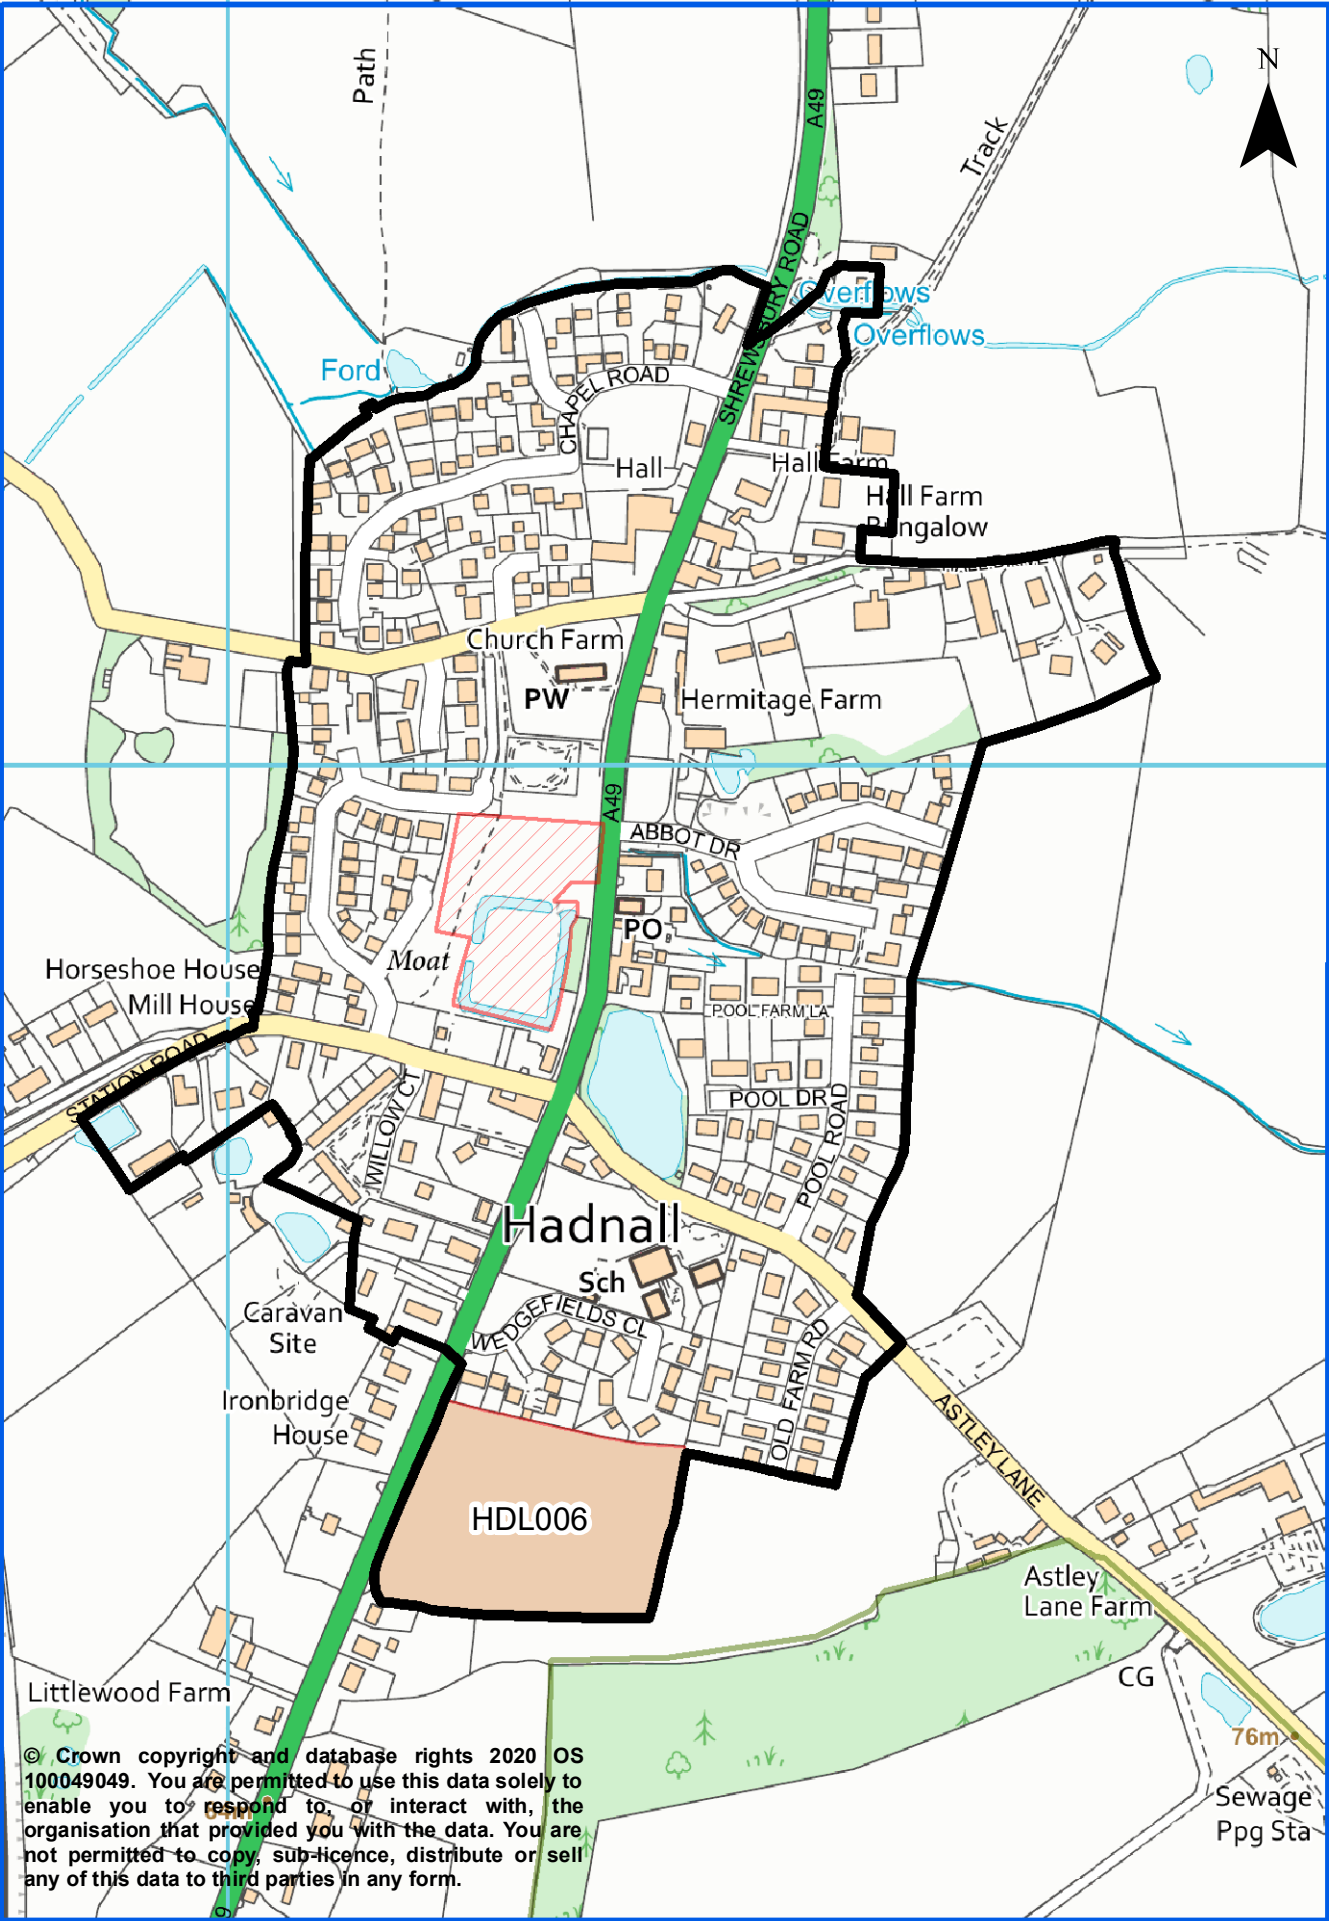 Path
A49
N
Track
SHREWSBURY ROAD
Overflows
Overflows
Ford
CHAPEL ROAD
Hall
Hall Farm
Hall Farm
Bungalow
Church Farm
PW
Hermitage Farm
A49
ABBOT DR
PO
Moat
Horseshoe House
Mill House
POOL FARM LA
STATION ROAD
WILLOW CT
POOL DR
POOL ROAD
Hadnall
Sch
Caravan
Site
WEDGEFIELDS CL
OLD FARM RD
Ironbridge
House
ASTLEY LANE
HDL006
Astley
Lane Farm
CG
Littlewood Farm
76m
Sewage
Ppg Sta
© Crown copyright and database rights 2020 OS
100049049. You are permitted to use this data solely to
enable you to respond to, or interact with, the
organisation that provided you with the data. You are
not permitted to copy, sub-licence, distribute or sell
any of this data to third parties in any form.